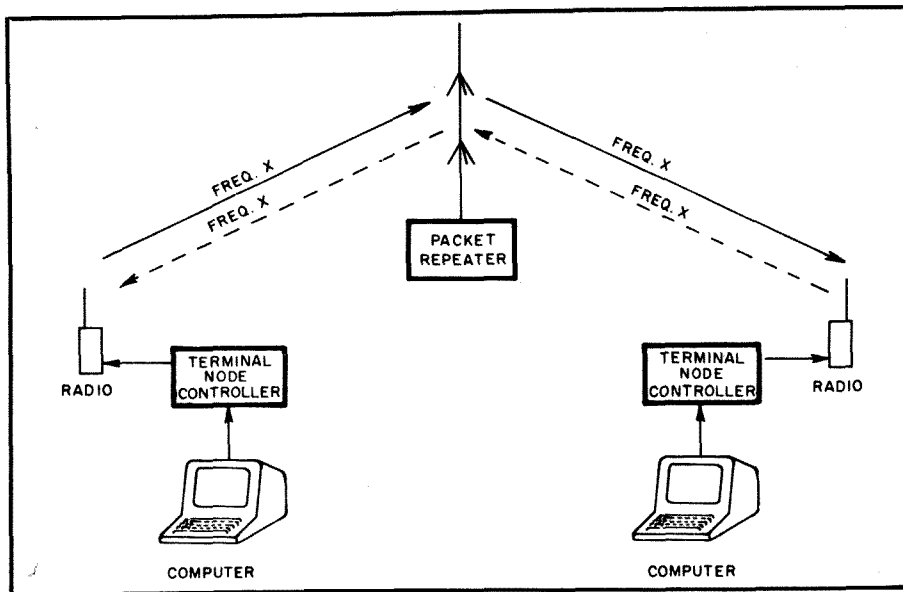 FREQ. X
FREQ. X
FREQ. X
FREQ. X
PACKET
REPEATER
RADIO
TERMINAL
NODE
CONTROLLER
TERMINAL
NODE
CONTROLLER
RADIO
COMPUTER
COMPUTER